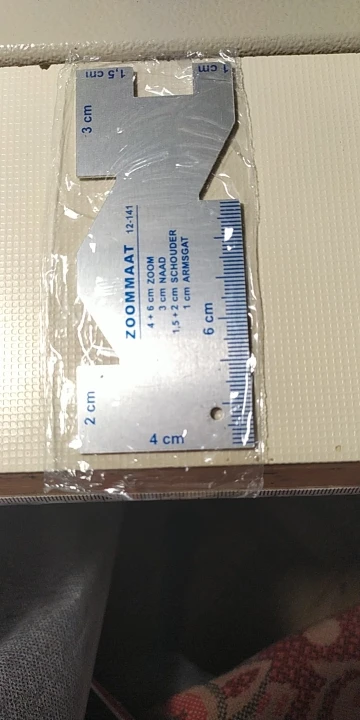 1,5 cm
1 cm
3 cm
ZOOMMAAT 12-141
4 + 6 cm ZOOM
3 cm NAAD
1,5 + 2 cm SCHOUDER
1 cm ARMSGAT
6 cm
2 cm
4 cm